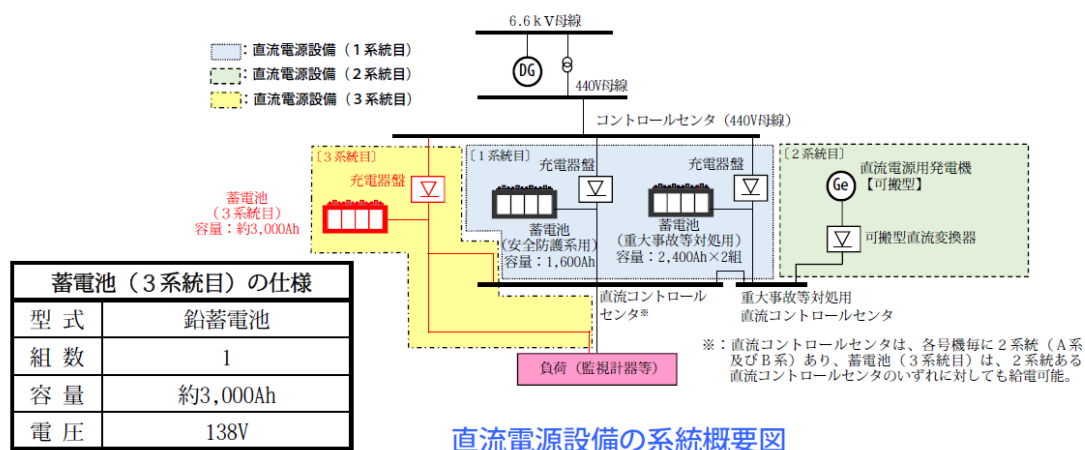 6.6kV母線
：直流電源設備（１系統目）
：直流電源設備（２系統目）
：直流電源設備（３系統目）
DG
440V母線
コントロールセンタ（440V母線）
〔３系統目〕
充電器盤
蓄電池
（３系統目）
容量：約3,000Ah
〔１系統目〕
充電器盤
充電器盤
蓄電池
（安全防護系用）
容量：1,600Ah
蓄電池
（重大事故等対処用）
容量：2,400Ah×2組
〔２系統目〕
直流電源用発電機
【可搬型】
Ge
可搬型直流変換器
直流コントロール
センタ※
重大事故等対処用
直流コントロールセンタ
負荷（監視計器等）
※：直流コントロールセンタは、各号機毎に２系統（Ａ系
及びＢ系）あり、蓄電池（３系統目）は、２系統ある
直流コントロールセンタのいずれに対しても給電可能。
蓄電池（３系統目）の仕様
型式 鉛蓄電池
組数 1
容量 約3,000Ah
電圧 138V
直流電源設備の系統概要図